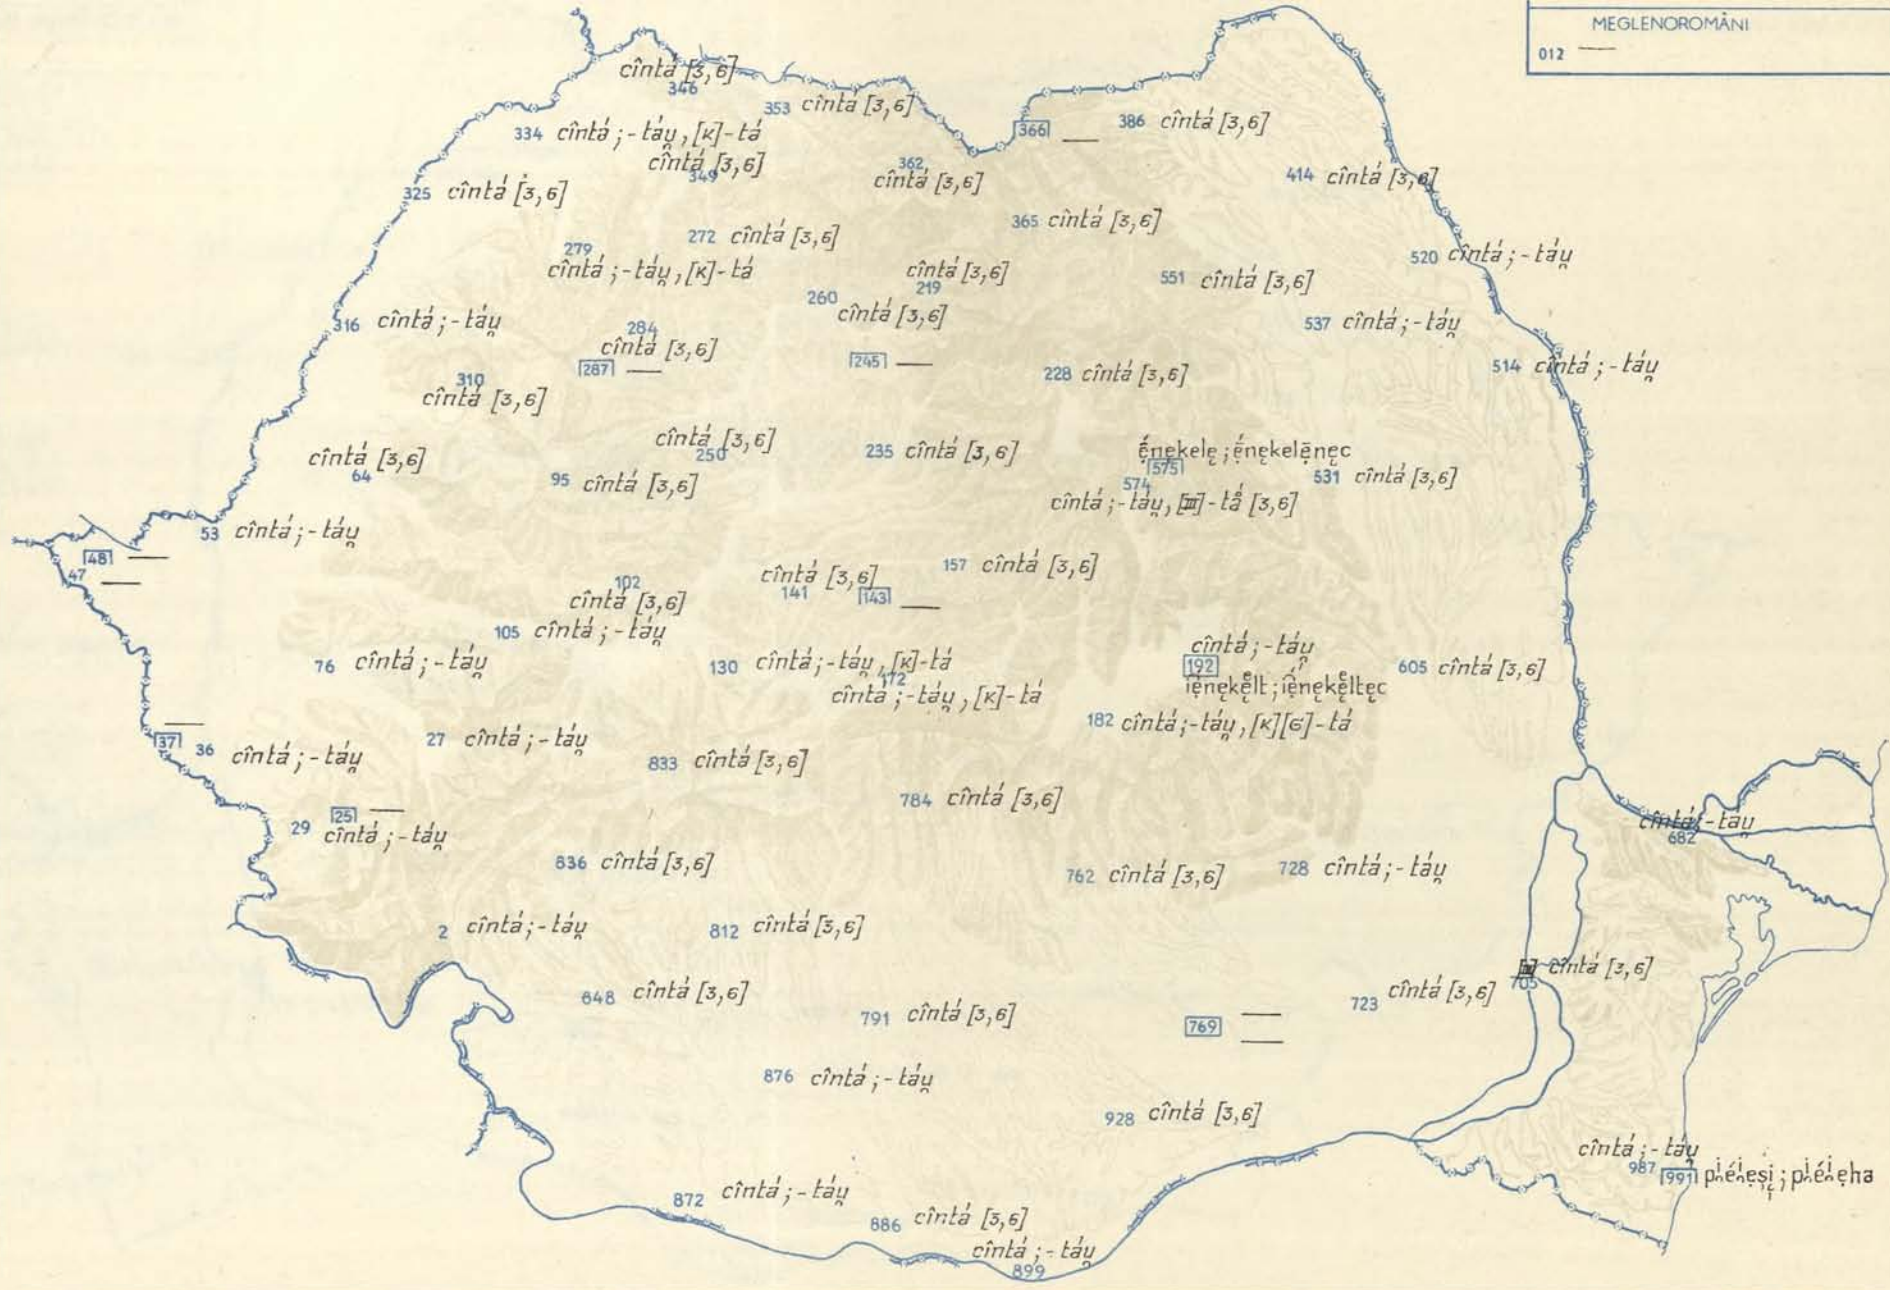 MEGLENOROMÂNI
012 —
cîntá [3,6]
346
353 cîntá [3,6]
334 cîntá ; -táu̯, [K]-tá
cîntá [3,6]
349
362
cîntá [3,6]
366 —
386 cîntá [3,6]
325 cîntá [3,6]
414 cîntá [3,6]
365 cîntá [3,6]
272 cîntá [3,6]
279
cîntá ; -táu̯, [K]-tá
520 cîntá ; -táu̯
cîntá [3,6]
219
551 cîntá [3,6]
260
cîntá [3,6]
316 cîntá ; -táu̯
537 cîntá ; -táu̯
284
cîntá [3,6]
287 —
245 —
228 cîntá [3,6]
514 cîntá ; -táu̯
310
cîntá [3,6]
cîntá [3,6]
250
235 cîntá [3,6]
cîntá [3,6]
64
95 cîntá [3,6]
ę́nękelę ; ę́nękelēnęc
575
574
cîntá ; -táu̯, [III]-tá [3,6]
531 cîntá [3,6]
53 cîntá ; -táu̯
48 —
47 —
157 cîntá [3,6]
cîntá [3,6]
141
143 —
102
cîntá [3,6]
105 cîntá ; -táu̯
76 cîntá ; -táu̯
130 cîntá ; -táu̯, [K]-tá
172
cîntá ; -táu̯, [K]-tá
cîntá ; -táu̯
192
i̯ę́nękęlt ; i̯ę́nękęltęc
605 cîntá [3,6]
182 cîntá ; -táu̯, [K][G]-tá
37 —
36 cîntá ; -táu̯
27 cîntá ; -táu̯
833 cîntá [3,6]
784 cîntá [3,6]
25 —
29 cîntá ; -táu̯
cîntá ; -táu̯
682
836 cîntá [3,6]
762 cîntá [3,6]
728 cîntá ; -táu̯
2 cîntá ; -táu̯
812 cîntá [3,6]
cîntá [3,6]
705
648 cîntá [3,6]
723 cîntá [3,6]
791 cîntá [3,6]
769 —
—
876 cîntá ; -táu̯
928 cîntá [3,6]
cîntá ; -táu̯
987
991
872 cîntá ; -táu̯
886 cîntá [3,6]
cîntá ; -táu̯
899